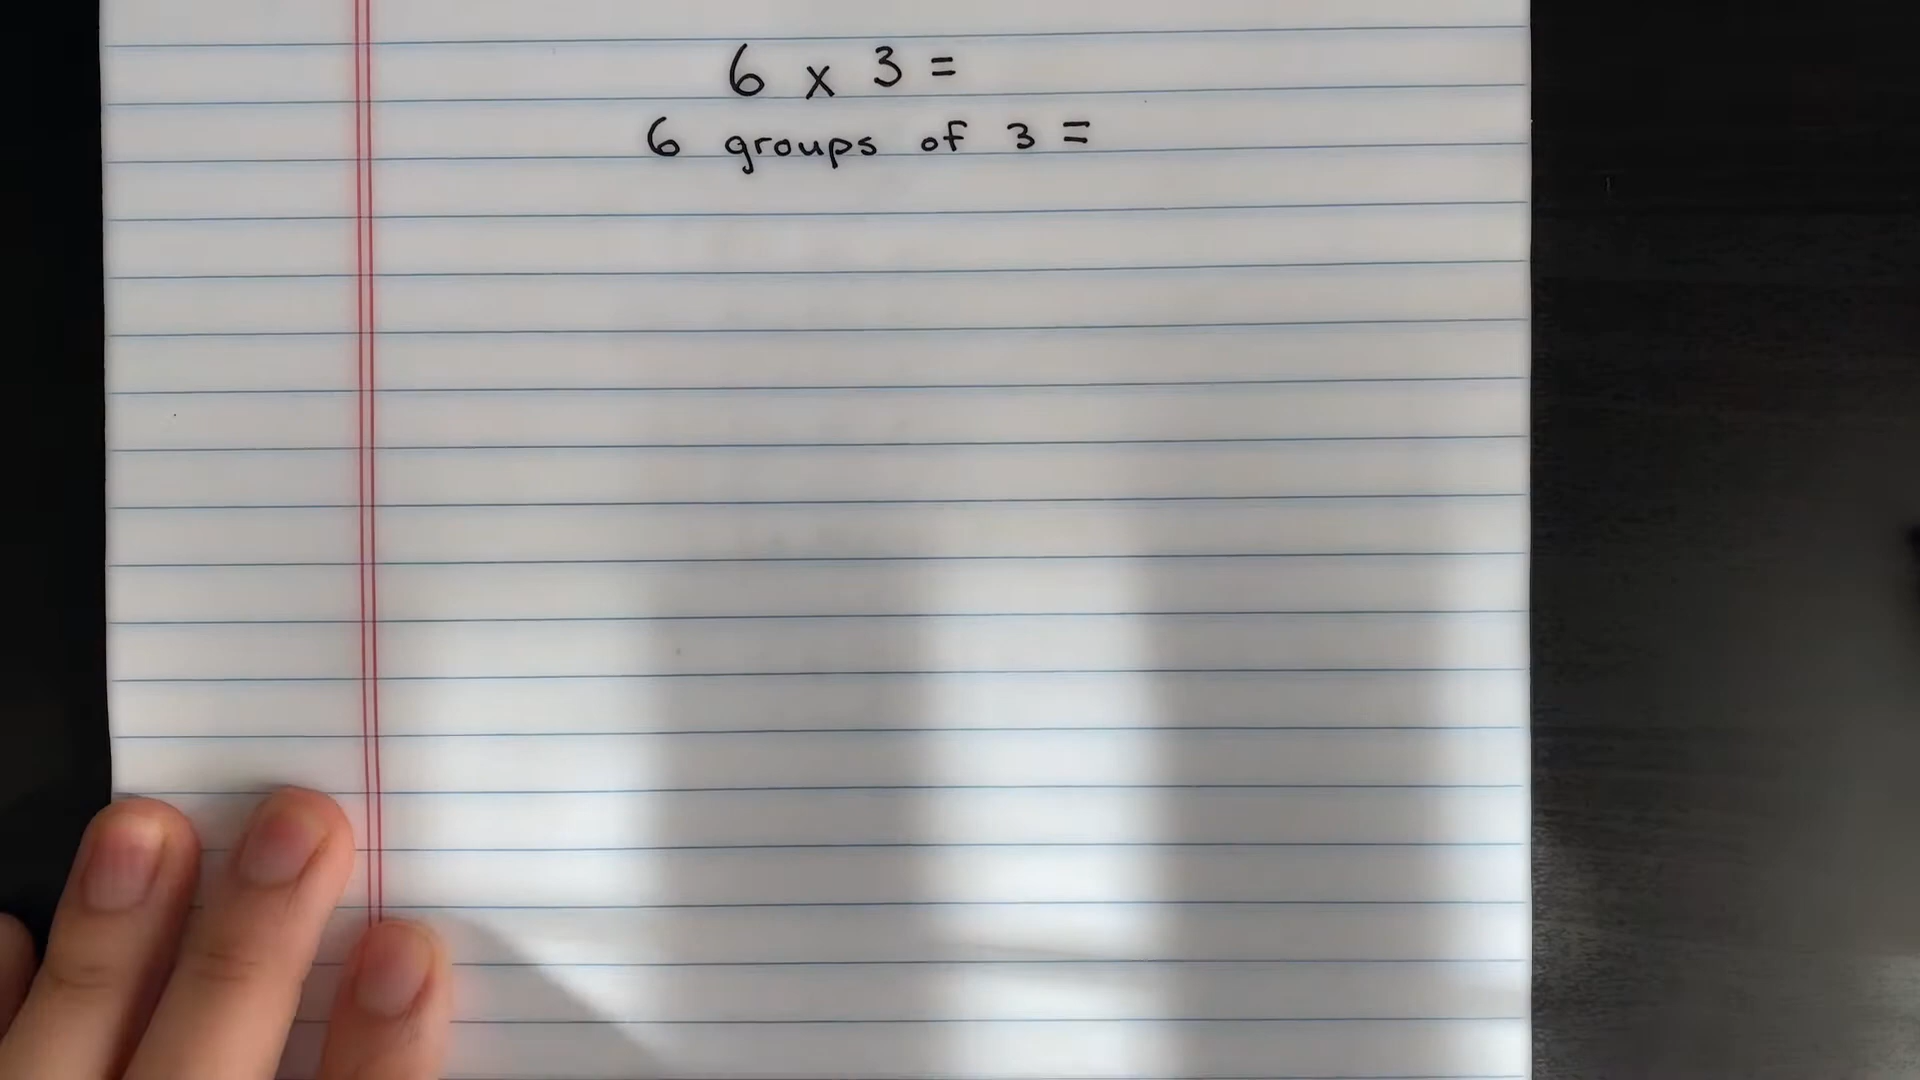 6 x 3 =
6 groups of 3 =